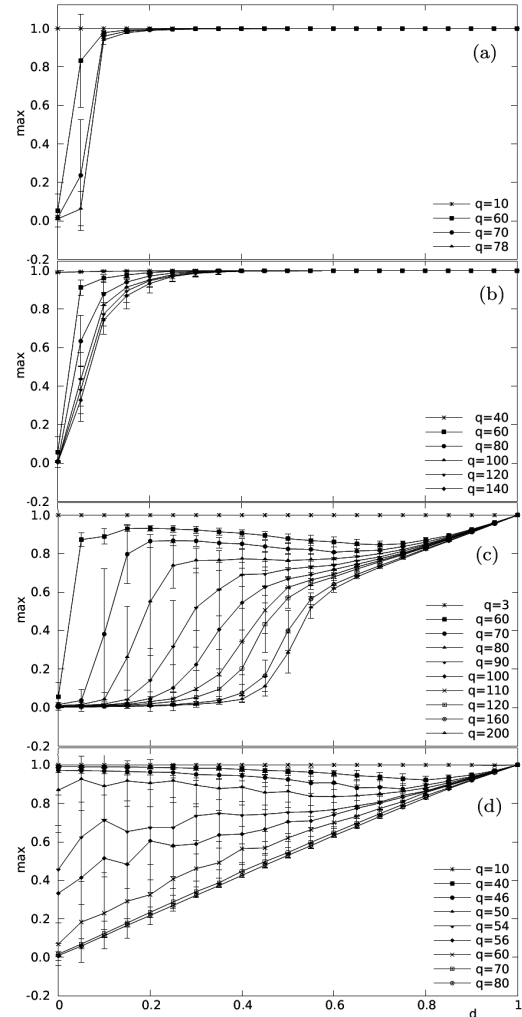 1.0
0.8
0.6
0.4
0.2
0.0
-0.2
max
(a)
q=10
q=60
q=70
q=78
1.0
0.8
0.6
0.4
0.2
0.0
-0.2
max
(b)
q=40
q=60
q=80
q=100
q=120
q=140
1.0
0.8
0.6
0.4
0.2
0.0
-0.2
max
(c)
q=3
q=60
q=70
q=80
q=90
q=100
q=110
q=120
q=160
q=200
1.0
0.8
0.6
0.4
0.2
0.0
-0.2
max
(d)
q=10
q=40
q=46
q=50
q=54
q=56
q=60
q=70
q=80
0 0.2 0.4 0.6 0.8 1
d